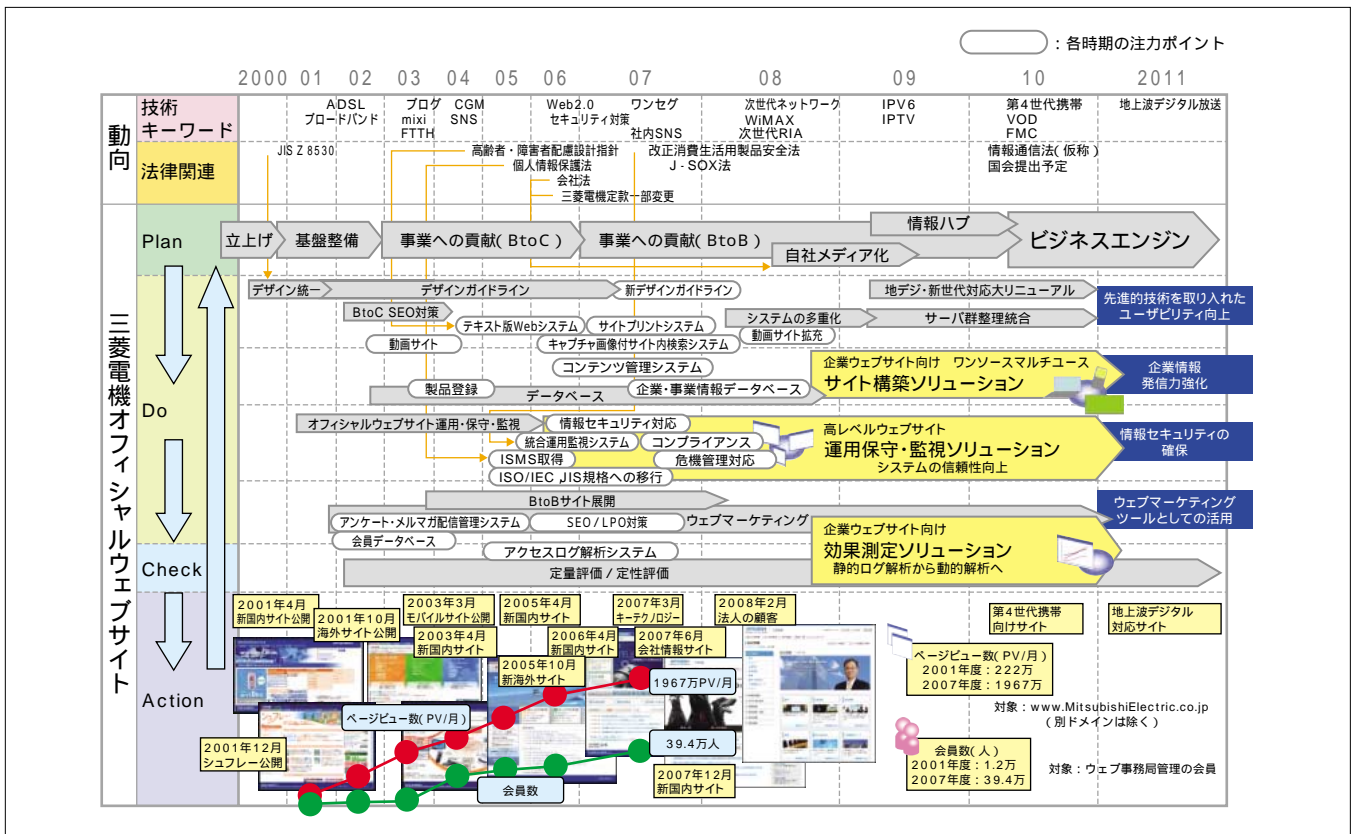 ：各時期の注力ポイント
2000 01 02 03 04 05 06 07 08 09 10 2011
動向
技術
キーワード
ADSL
ブロードバンド
ブログ
mixi
FTTH
CGM
SNS
Web2.0
セキュリティ対策
ワンセグ
社内SNS
次世代ネットワーク
WiMAX
次世代RIA
IPV6
IPTV
第4世代携帯
VOD
FMC
地上波デジタル放送
法律関連
JIS Z 8530
高齢者・障害者配慮設計指針
個人情報保護法
会社法
三菱電機定款一部変更
改正消費生活用製品安全法
J-SOX法
情報通信法（仮称）
国会提出予定
三菱電機オフィシャルウェブサイト
Plan
立上げ
基盤整備
事業への貢献（BtoC）
事業への貢献（BtoB）
自社メディア化
情報ハブ
ビジネスエンジン
Do
デザイン統一
デザインガイドライン
新デザインガイドライン
地デジ・新世代対応大リニューアル
先進的技術を取り入れた
ユーザビリティ向上
BtoC SEO対策
テキスト版Webシステム
サイトプリントシステム
システムの多重化
サーバ群整理統合
動画サイト
キャプチャ画像付サイト内検索システム
動画サイト拡充
コンテンツ管理システム
製品登録
データベース
企業・事業情報データベース
企業ウェブサイト向け ワンソースマルチユース
サイト構築ソリューション
企業情報
発信力強化
オフィシャルウェブサイト運用・保守・監視
情報セキュリティ対応
統合運用監視システム
コンプライアンス
ISMS取得
危機管理対応
ISO/IEC,JIS規格への移行
高レベルウェブサイト
運用保守・監視ソリューション
システムの信頼性向上
情報セキュリティの
確保
BtoBサイト展開
アンケート・メルマガ配信管理システム
SEO/LPO対策
ウェブマーケティング
ウェブマーケティング
ツールとしての活用
会員データベース
アクセスログ解析システム
企業ウェブサイト向け
効果測定ソリューション
静的ログ解析から動的解析へ
Check
定量評価/定性評価
Action
2001年4月
新国内サイト公開
2001年10月
海外サイト公開
2003年3月
モバイルサイト公開
2003年4月
新国内サイト
2005年4月
新国内サイト
2005年10月
新海外サイト
2006年4月
新国内サイト
2007年3月
キーテクノロジー
2007年6月
会社情報サイト
2008年2月
法人の顧客
第4世代携帯
向けサイト
地上波デジタル
対応サイト
2001年12月
シュフレー公開
ページビュー数（PV/月）
1967万PV/月
39.4万人
会員数
2007年12月
新国内サイト
ページビュー数（PV/月）
2001年度：222万
2007年度：1967万
対象：www.MitsubishiElectric.co.jp
（別ドメインは除く）
会員数（人）
2001年度：1.2万
2007年度：39.4万
対象：ウェブ事務局管理の会員